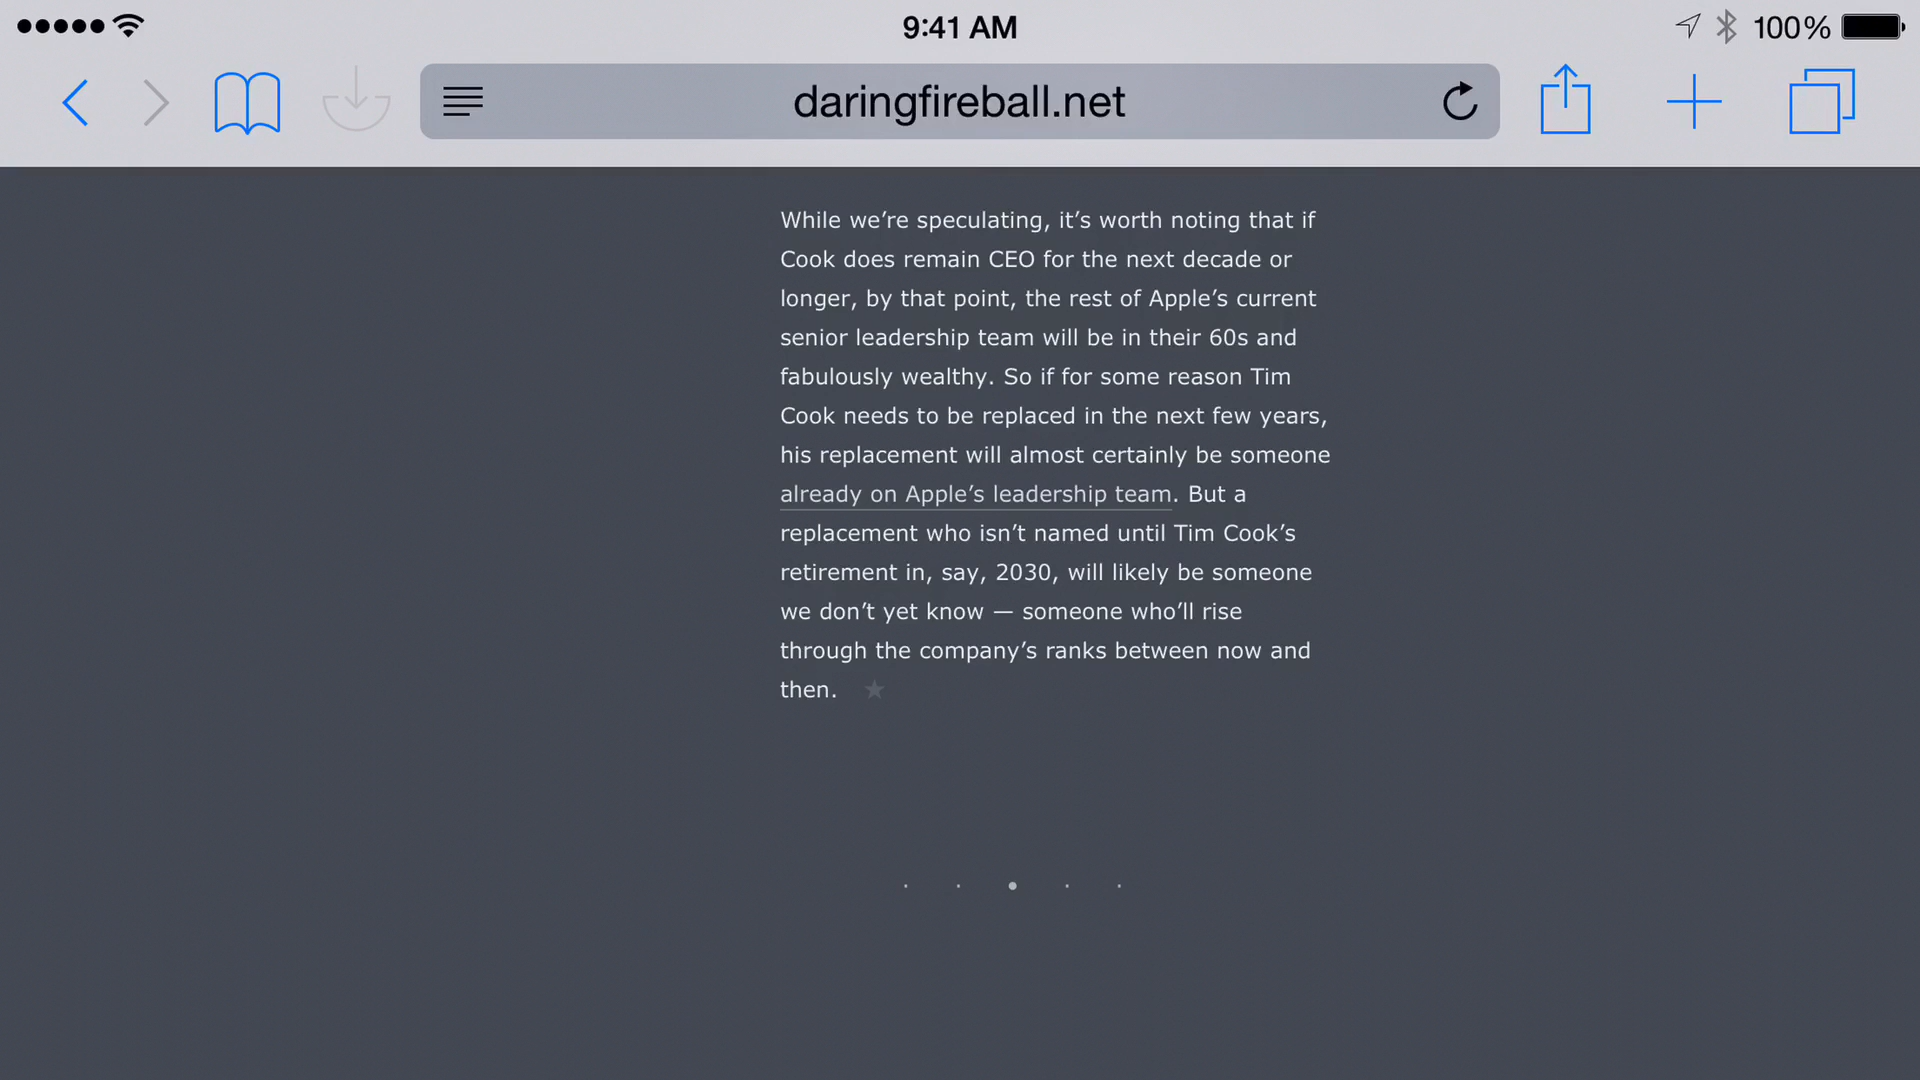 9:41 AM
100%
daringfireball.net
While we’re speculating, it’s worth noting that if
Cook does remain CEO for the next decade or
longer, by that point, the rest of Apple’s current
senior leadership team will be in their 60s and
fabulously wealthy. So if for some reason Tim
Cook needs to be replaced in the next few years,
his replacement will almost certainly be someone
already on Apple’s leadership team. But a
replacement who isn’t named until Tim Cook’s
retirement in, say, 2030, will likely be someone
we don’t yet know — someone who’ll rise
through the company’s ranks between now and
then. ★